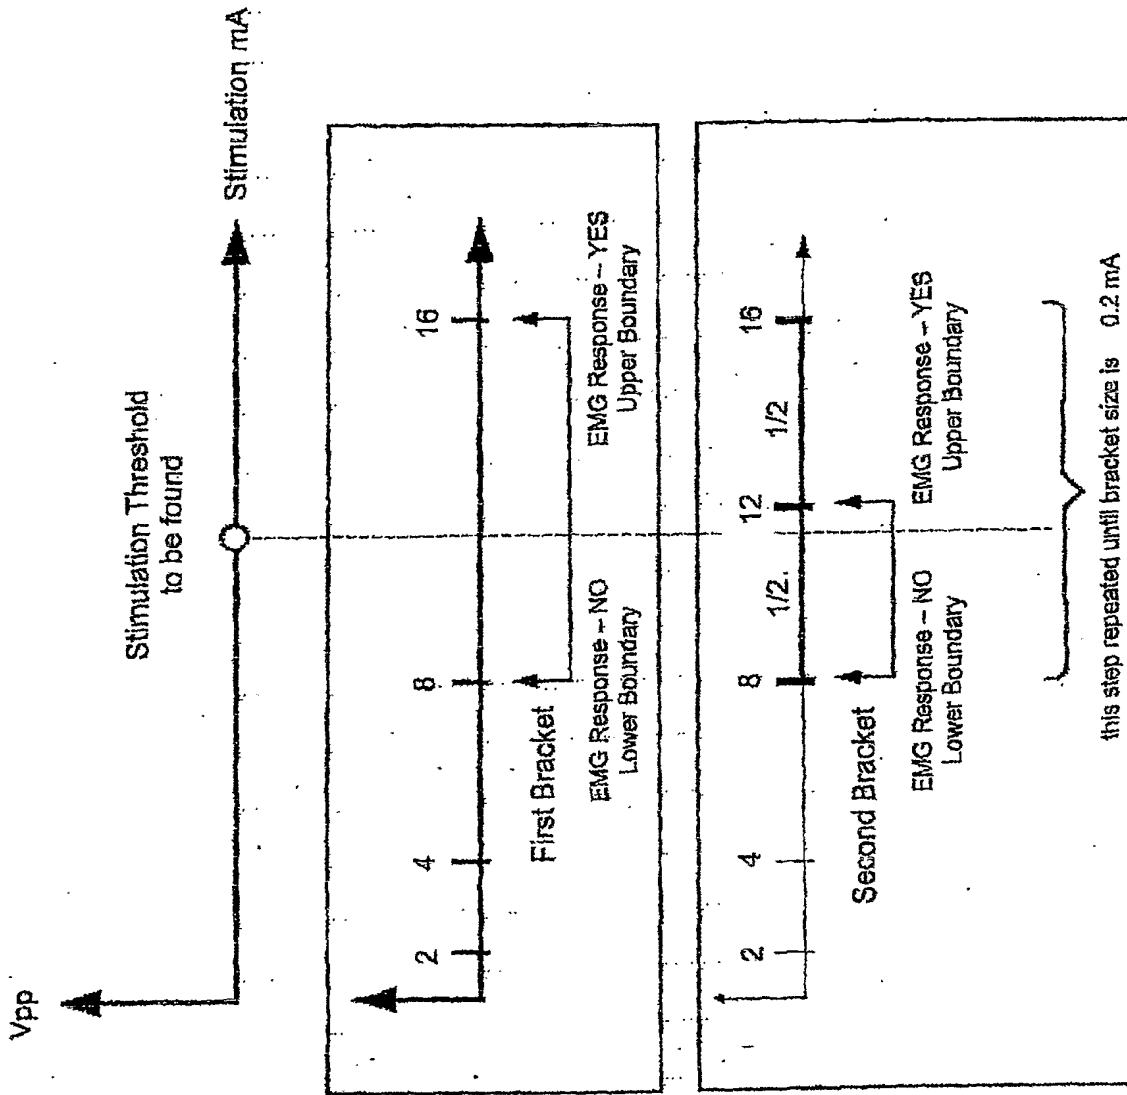 Vpp
Stimulation Threshold
to be found
Stimulation mA
2
4
8
16
First Bracket
EMG Response – NO
Lower Boundary
EMG Response – YES
Upper Boundary
2
4
8
1/2.
12
1/2
16
Second Bracket
EMG Response – NO
Lower Boundary
EMG Response – YES
Upper Boundary
this step repeated until bracket size is 0.2 mA